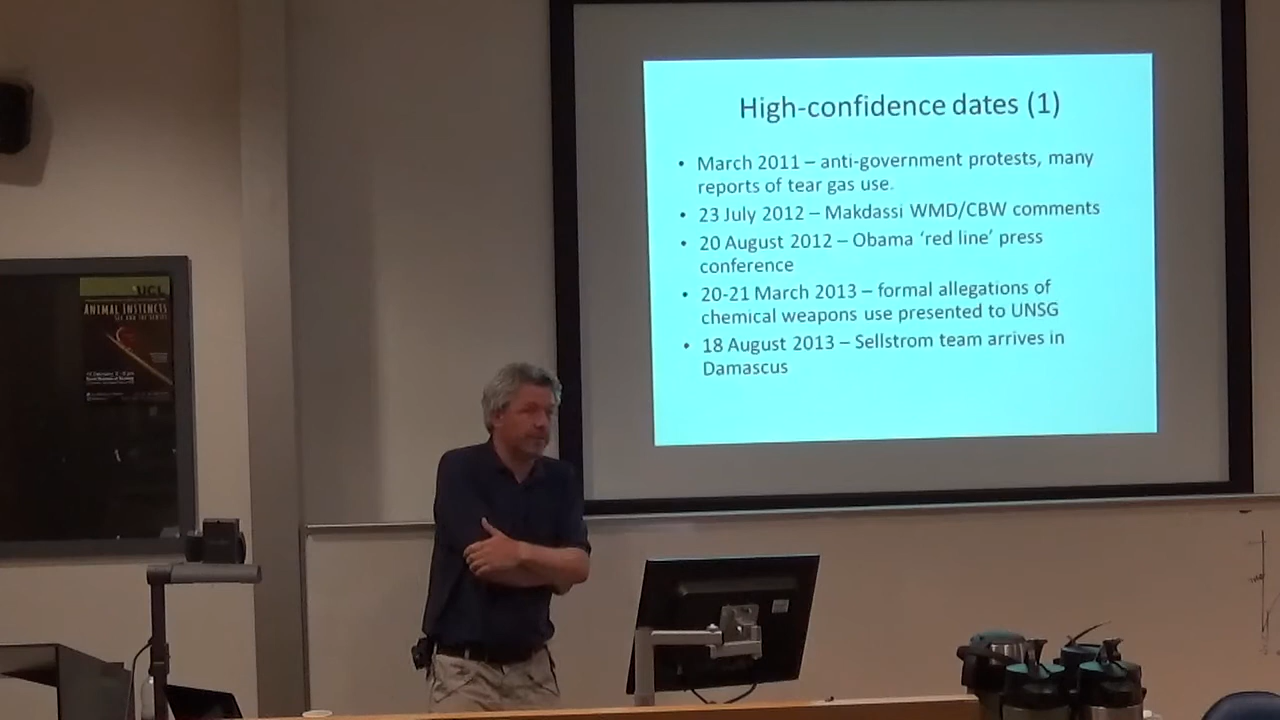 High-confidence dates (1)
• March 2011 – anti-government protests, many
reports of tear gas use.
• 23 July 2012 – Makdassi WMD/CBW comments
• 20 August 2012 – Obama ‘red line’ press
conference
• 20-21 March 2013 – formal allegations of
chemical weapons use presented to UNSG
• 18 August 2013 – Sellstrom team arrives in
Damascus
UCL
ANIMAL INSTINCTS